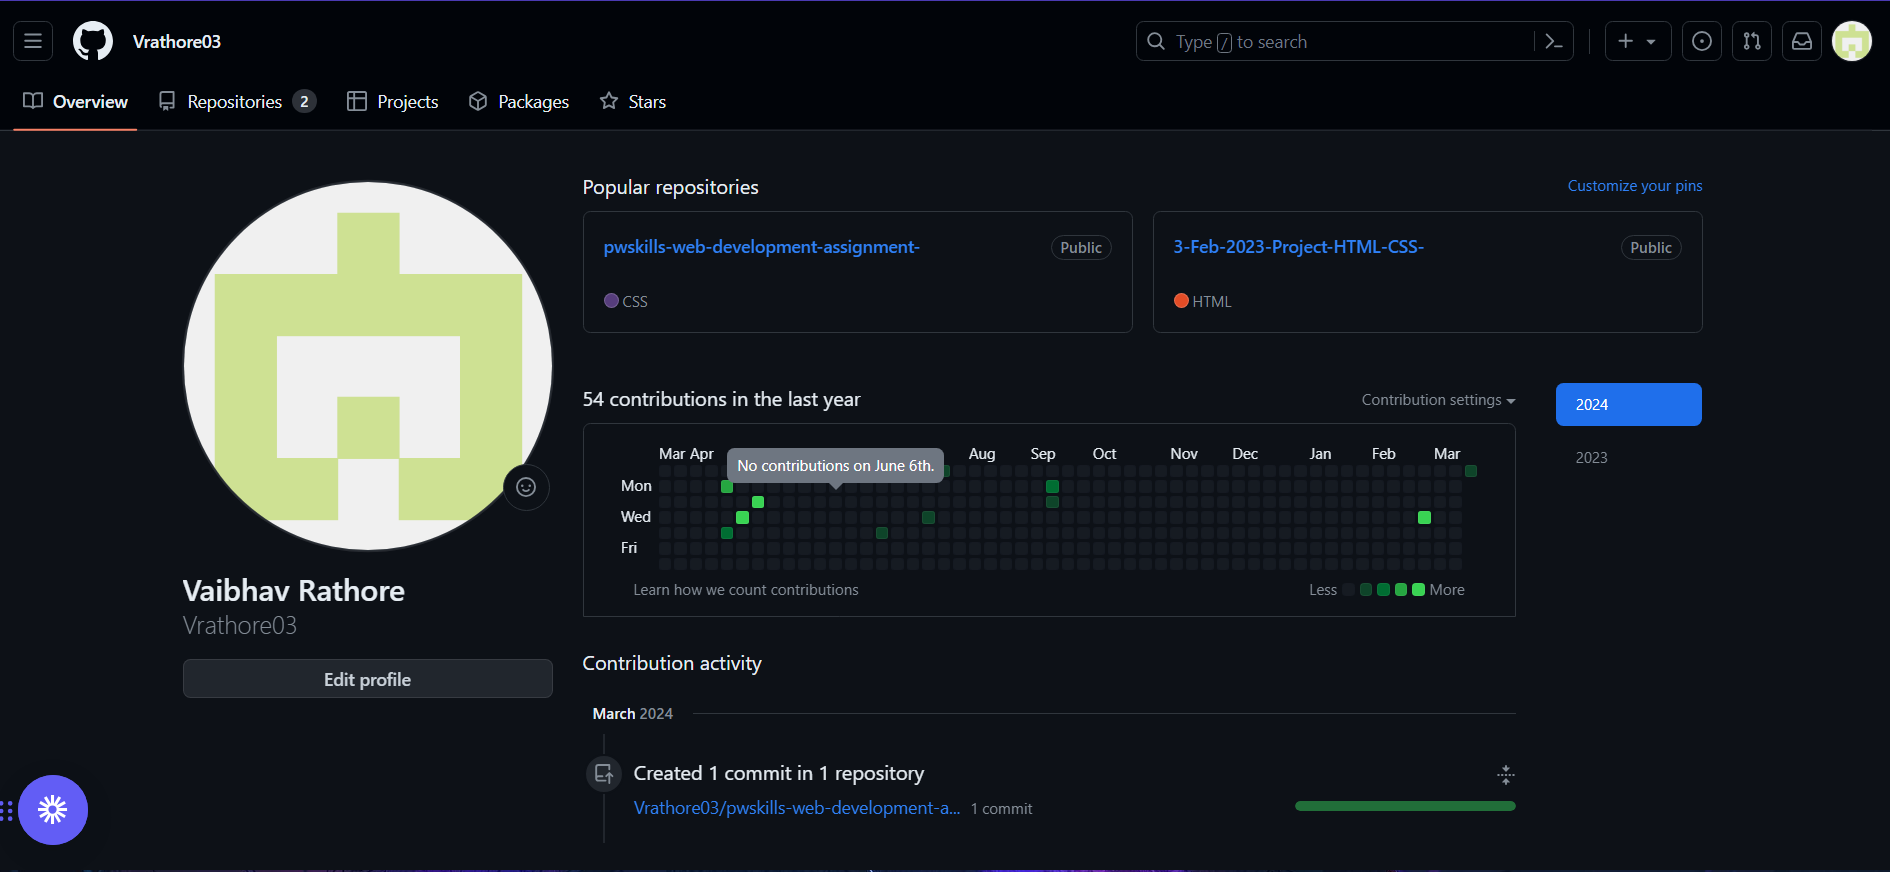 Vrathore03
Type / to search
Overview
Repositories 2
Projects
Packages
Stars
Popular repositories
Customize your pins
pwskills-web-development-assignment-
Public
CSS
3-Feb-2023-Project-HTML-CSS-
Public
HTML
Vaibhav Rathore
Vrathore03
Edit profile
54 contributions in the last year
Contribution settings
2024
2023
Mar Apr Aug Sep Oct Nov Dec Jan Feb Mar
No contributions on June 6th.
Mon
Wed
Fri
Learn how we count contributions
Less More
Contribution activity
March 2024
Created 1 commit in 1 repository
Vrathore03/pwskills-web-development-a... 1 commit